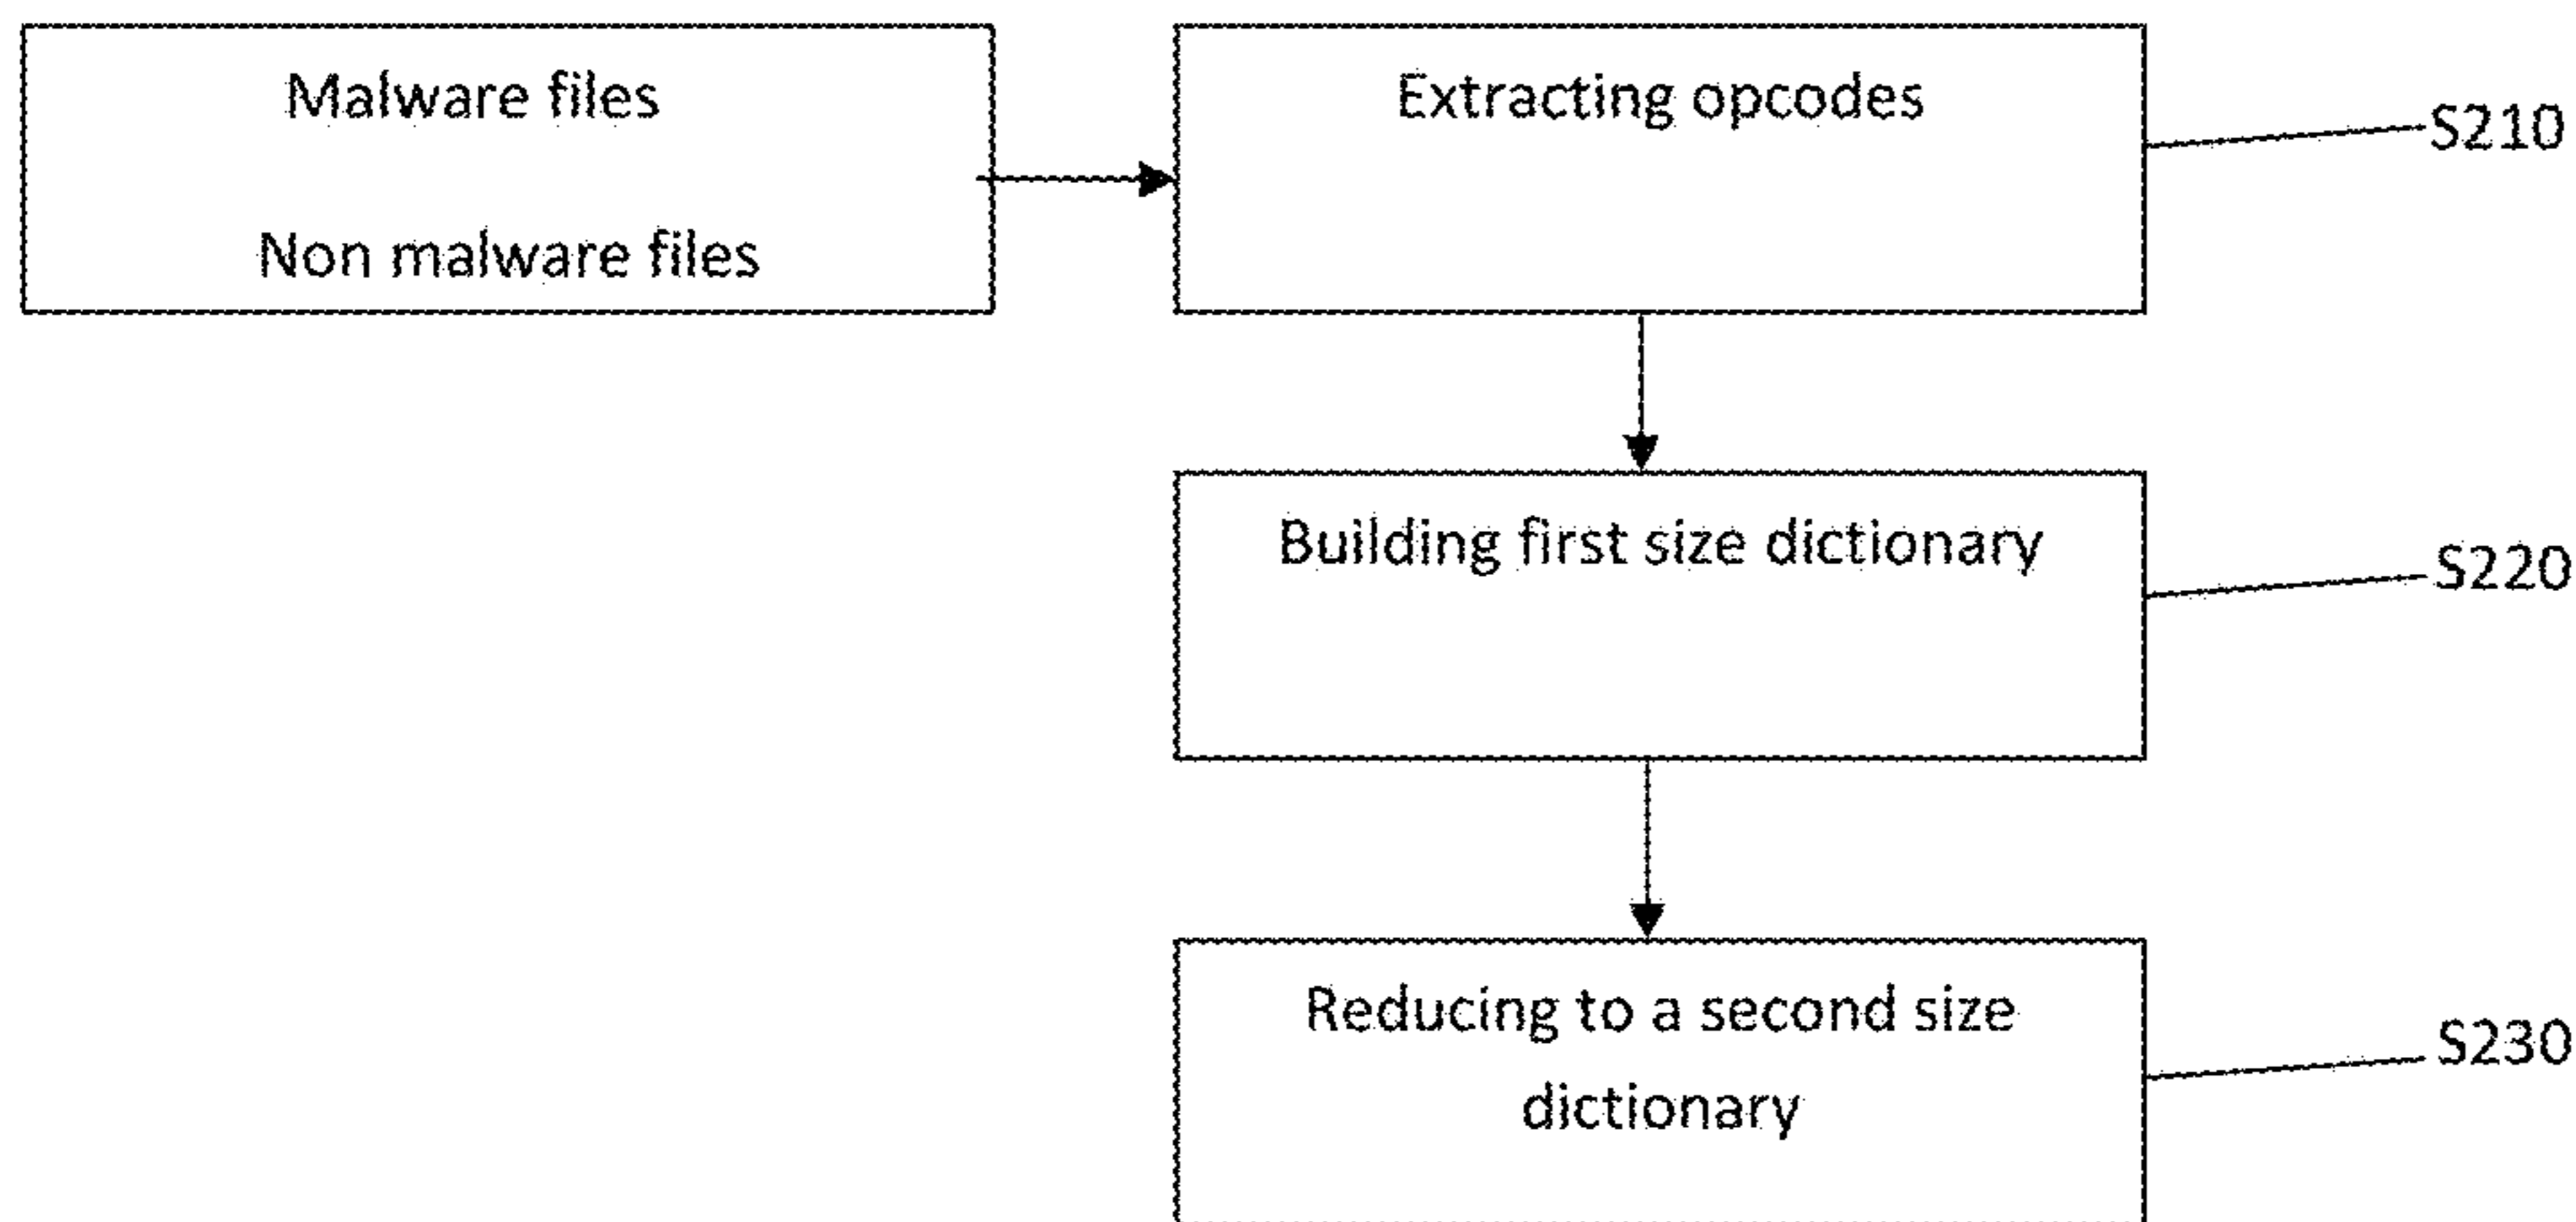 Malware files
Non malware files
Extracting opcodes
S210
Building first size dictionary
S220
Reducing to a second size
dictionary
S230